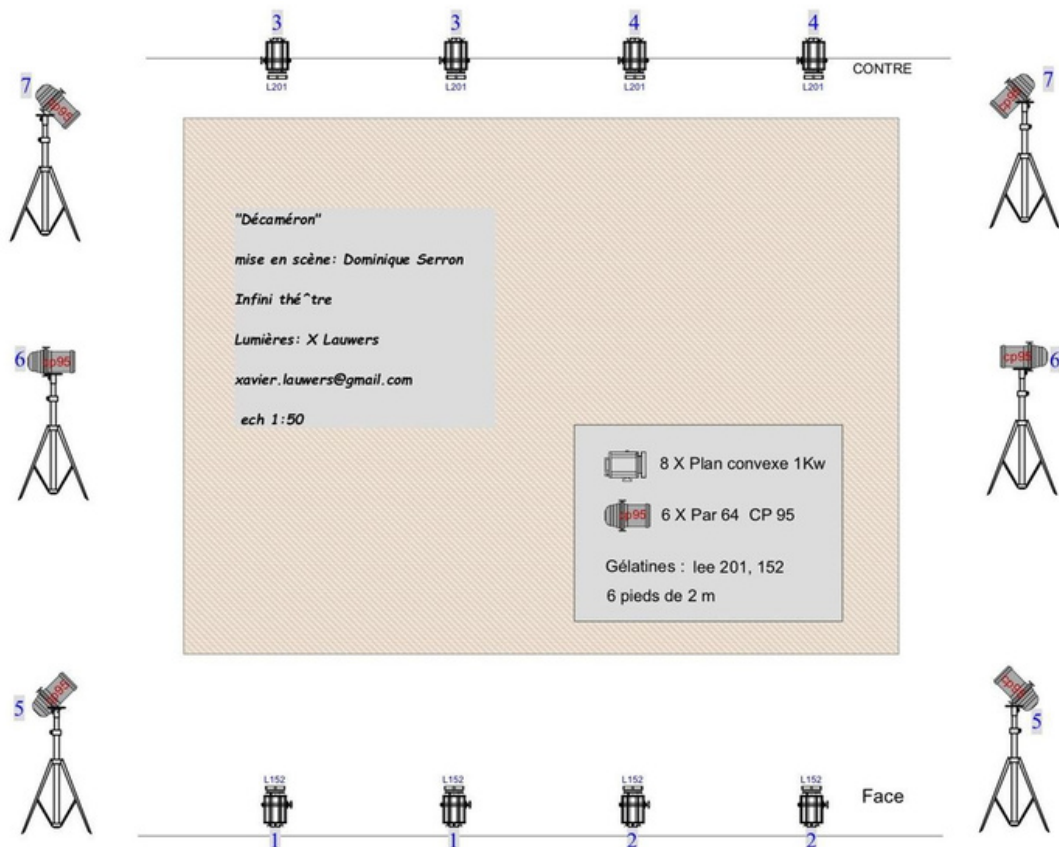 3 3 4 4
L201 L201 L201 L201
CONTRE
7 7
cp95 cp95
"Décaméron"
mise en scène: Dominique Serron
Infini thé^tre
Lumières: X Lauwers
xavier.lauwers@gmail.com
ech 1:50
6 6
cp95 cp95
8 X Plan convexe 1Kw
cp95 6 X Par 64 CP 95
Gélatines : lee 201, 152
6 pieds de 2 m
cp95 cp95
5 5
L152 L152 L152 L152
Face
1 1 2 2